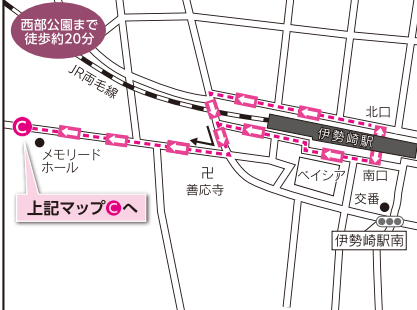 西部公園まで
徒歩約20分
JR両毛線
北口
伊勢崎駅
C
メモリード
ホール
卍
善応寺
ベイシア
南口
交番
上記マップCへ
伊勢崎駅南